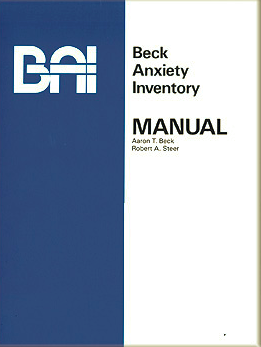 BAI
Beck
Anxiety
Inventory
MANUAL
Aaron T. Beck
Robert A. Steer